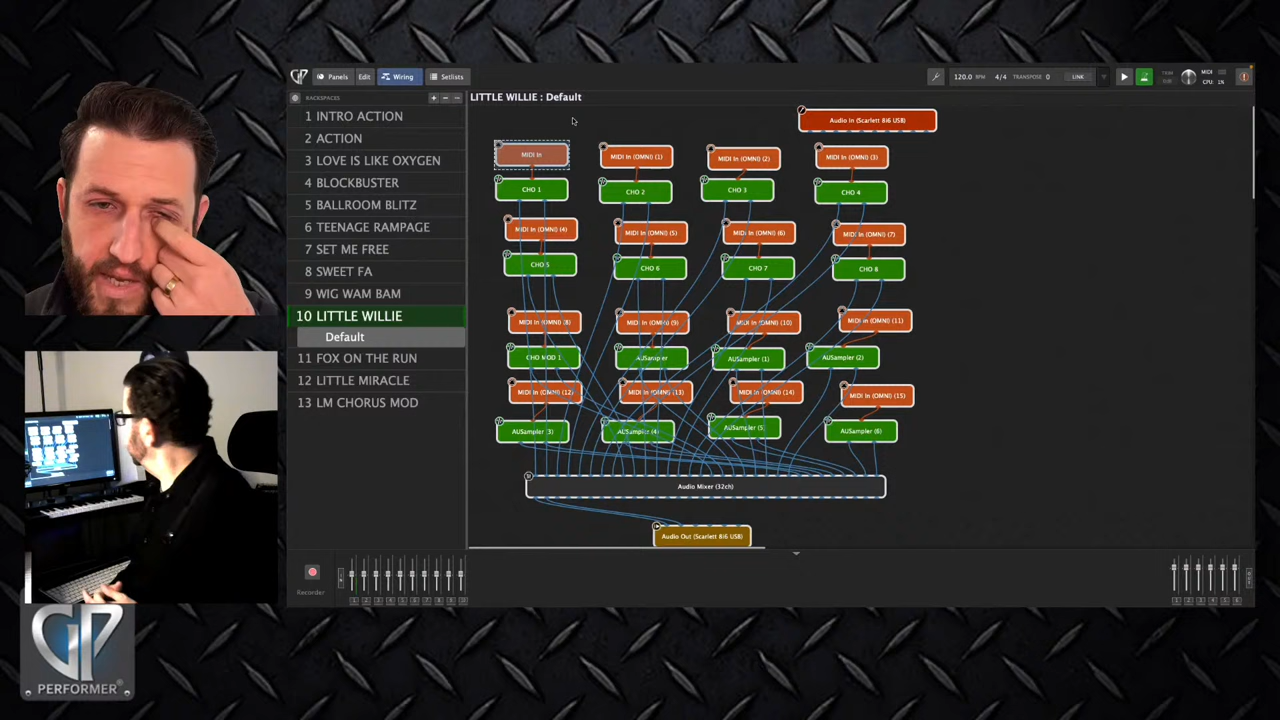 Panels Edit Wiring Setlists 120.0 BPM 4/4 TRANSPOSE 0 LINK MIDI
CPU: 1%
RACKSPACES
LITTLE WILLIE : Default
1 INTRO ACTION
2 ACTION
3 LOVE IS LIKE OXYGEN
4 BLOCKBUSTER
5 BALLROOM BLITZ
6 TEENAGE RAMPAGE
7 SET ME FREE
8 SWEET FA
9 WIG WAM BAM
10 LITTLE WILLIE
Default
11 FOX ON THE RUN
12 LITTLE MIRACLE
13 LM CHORUS MOD
Audio In (Scarlett 8i6 USB)
MIDI In MIDI In (OMNI) (1) MIDI In (OMNI) (2) MIDI In (OMNI) (3)
CHO 1 CHO 2 CHO 3 CHO 4
MIDI In (OMNI) (4) MIDI In (OMNI) (5) MIDI In (OMNI) (6) MIDI In (OMNI) (7)
CHO 5 CHO 6 CHO 7 CHO 8
MIDI In (OMNI) (8) MIDI In (OMNI) (9) MIDI In (OMNI) (10) MIDI In (OMNI) (11)
CHO MOD 1 AUSampler AUSampler (1) AUSampler (2)
MIDI In (OMNI) (12) MIDI In (OMNI) (13) MIDI In (OMNI) (14) MIDI In (OMNI) (15)
AUSampler (3) AUSampler (4) AUSampler (5) AUSampler (6)
Audio Mixer (32ch)
Audio Out (Scarlett 8i6 USB)
Recorder
GP
PERFORMER